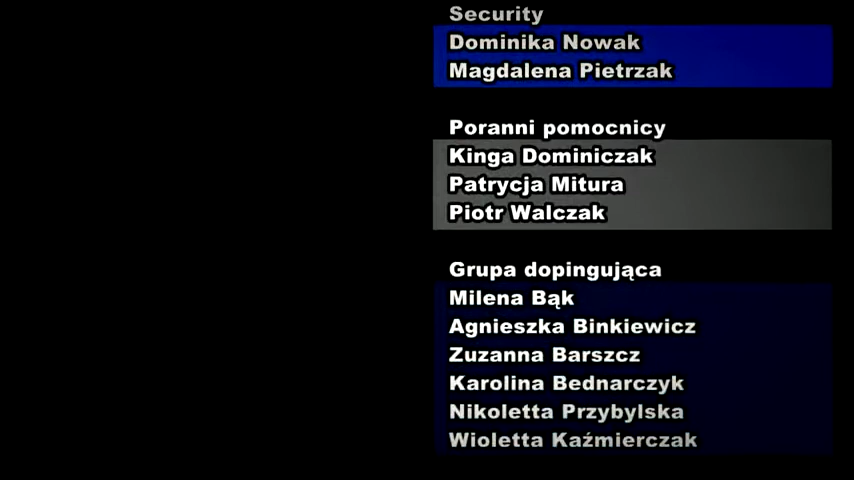 Security
Dominika Nowak
Magdalena Pietrzak
Poranni pomocnicy
Kinga Dominiczak
Patrycja Mitura
Piotr Walczak
Grupa dopingująca
Milena Bąk
Agnieszka Binkiewicz
Zuzanna Barszcz
Karolina Bednarczyk
Nikoletta Przybylska
Wioletta Kaźmierczak